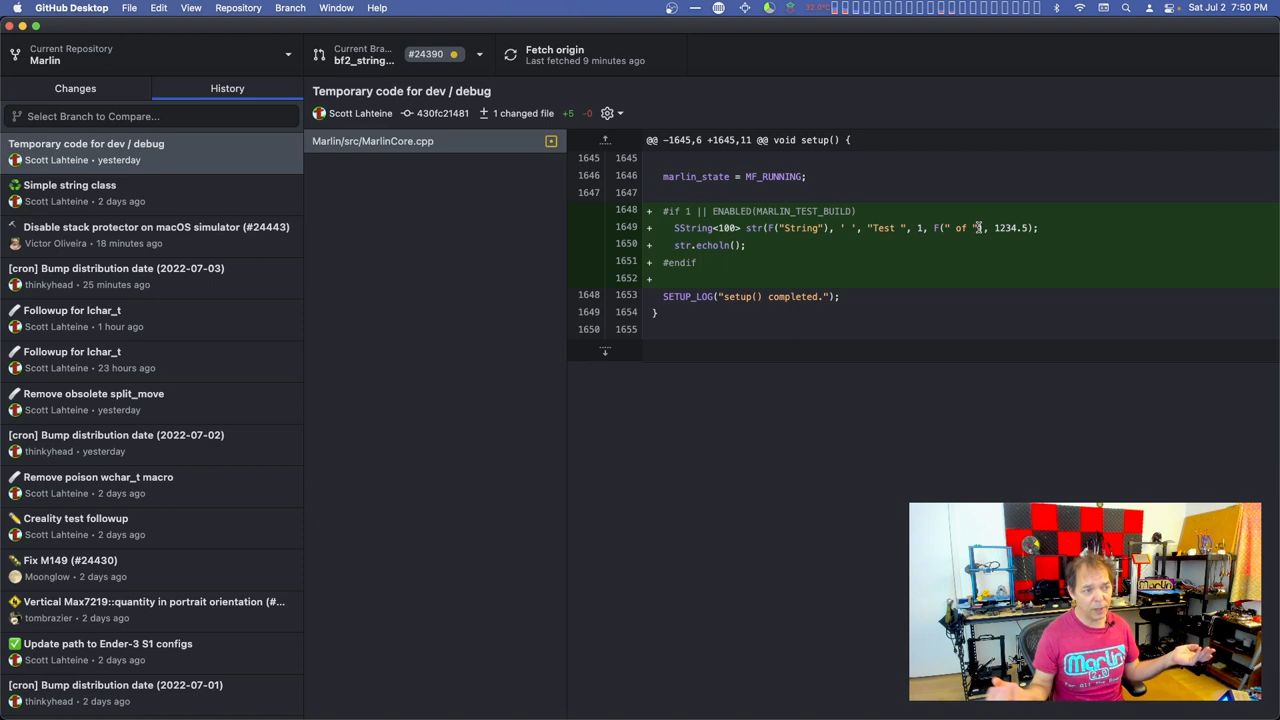 GitHub Desktop File Edit View Repository Branch Window Help 32.0°C Sat Jul 2 7:50 PM
Current Repository
Marlin
Current Bra...
bf2_string...
#24390
Fetch origin
Last fetched 9 minutes ago
Changes History
Select Branch to Compare...
Temporary code for dev / debug
Scott Lahteine • yesterday
Simple string class
Scott Lahteine • 2 days ago
Disable stack protector on macOS simulator (#24443)
Victor Oliveira • 18 minutes ago
[cron] Bump distribution date (2022-07-03)
thinkyhead • 25 minutes ago
Followup for lchar_t
Scott Lahteine • 1 hour ago
Followup for lchar_t
Scott Lahteine • 23 hours ago
Remove obsolete split_move
Scott Lahteine • yesterday
[cron] Bump distribution date (2022-07-02)
thinkyhead • yesterday
Remove poison wchar_t macro
Scott Lahteine • 2 days ago
Creality test followup
Scott Lahteine • 2 days ago
Fix M149 (#24430)
Moonglow • 2 days ago
Vertical Max7219::quantity in portrait orientation (#...
tombrazier • 2 days ago
Update path to Ender-3 S1 configs
Scott Lahteine • 2 days ago
[cron] Bump distribution date (2022-07-01)
thinkyhead • 2 days ago
Temporary code for dev / debug
Scott Lahteine 430fc21481 1 changed file +5 -0
Marlin/src/MarlinCore.cpp
@@ -1645,6 +1645,11 @@ void setup() {
1645 1645
1646 1646 marlin_state = MF_RUNNING;
1647 1647
1648 + #if 1 || ENABLED(MARLIN_TEST_BUILD)
1649 + SString<100> str(F("String"), ' ', "Test ", 1, F(" of "), 1234.5);
1650 + str.echoln();
1651 + #endif
1652 +
1648 1653 SETUP_LOG("setup() completed.");
1649 1654 }
1650 1655
Marlin